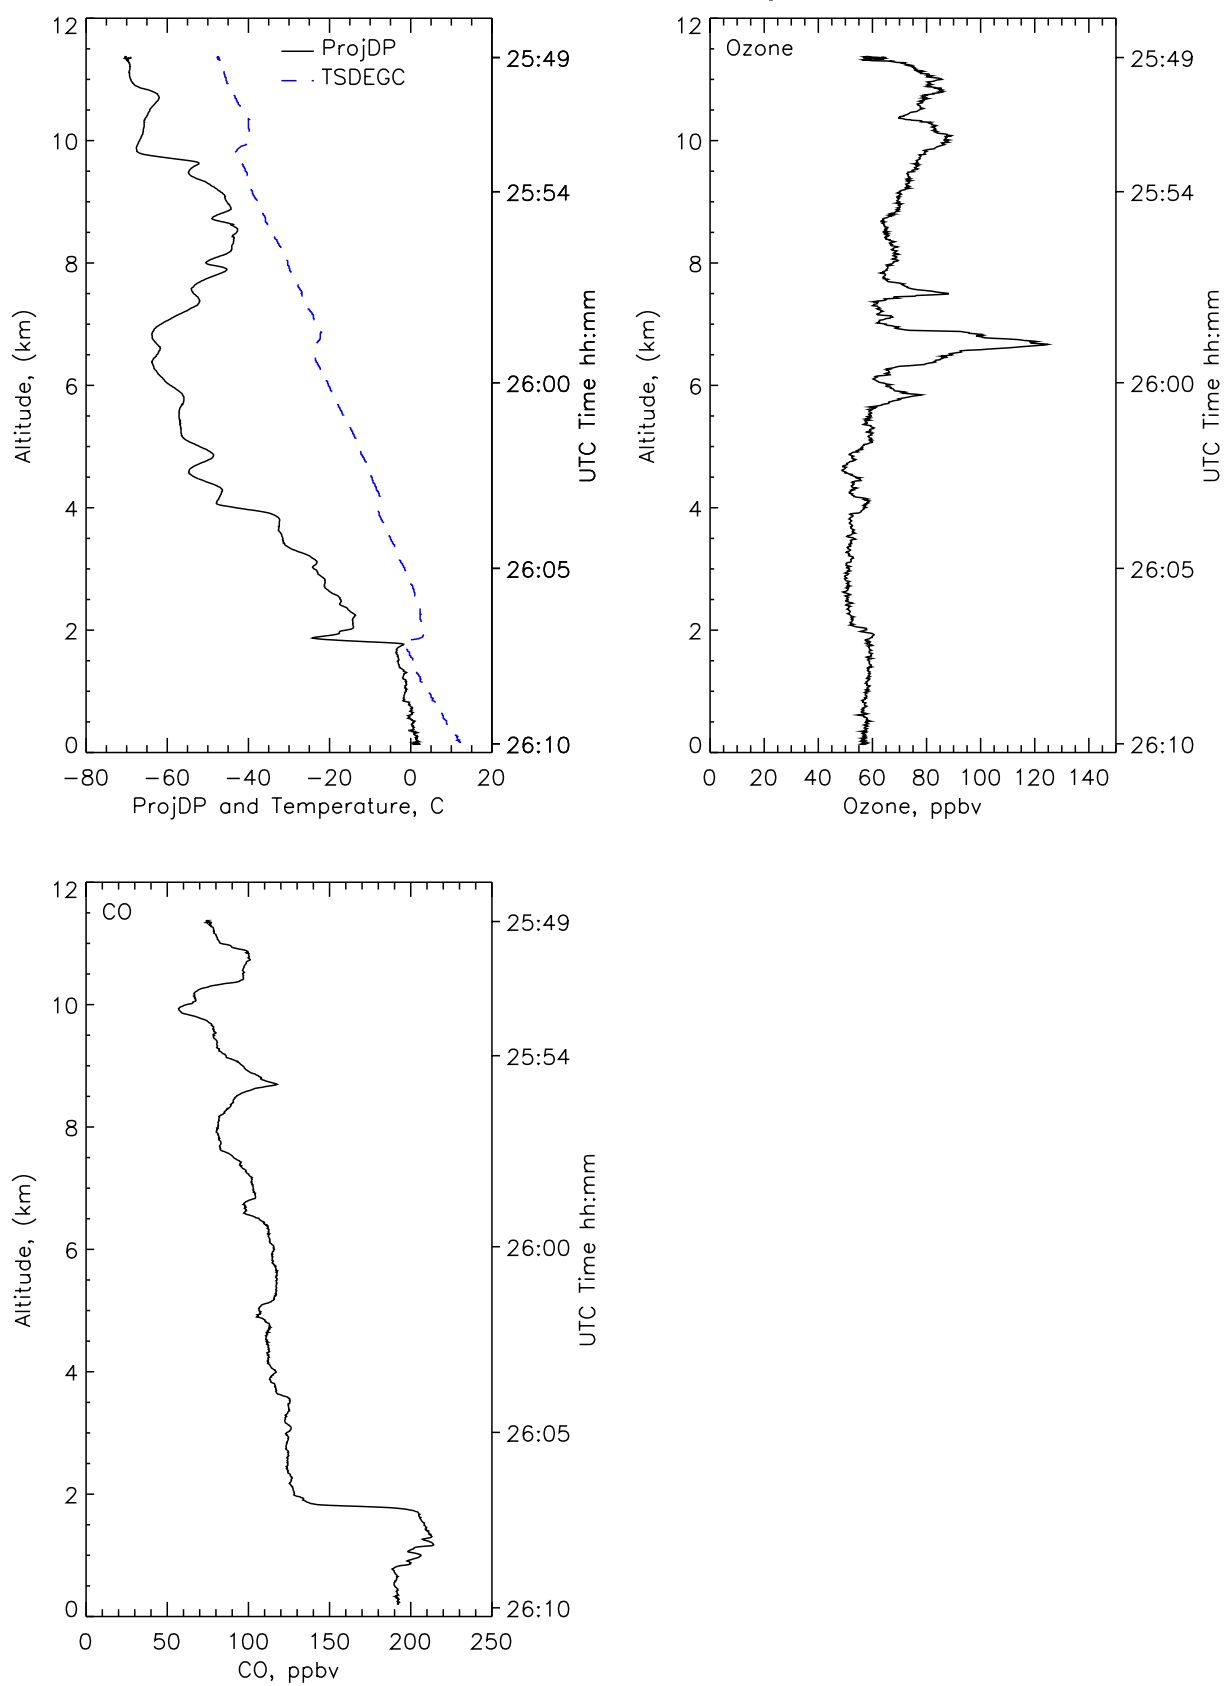 ProjDP
TSDEGC
12
10
8
6
4
2
0
Altitude, (km)
-80 -60 -40 -20 0 20
ProjDP and Temperature, C
25:49
25:54
26:00
26:05
26:10
UTC Time hh:mm
Ozone
12
10
8
6
4
2
0
Altitude, (km)
0 20 40 60 80 100 120 140
Ozone, ppbv
25:49
25:54
26:00
26:05
26:10
UTC Time hh:mm
CO
12
10
8
6
4
2
0
Altitude, (km)
0 50 100 150 200 250
CO, ppbv
25:49
25:54
26:00
26:05
26:10
UTC Time hh:mm